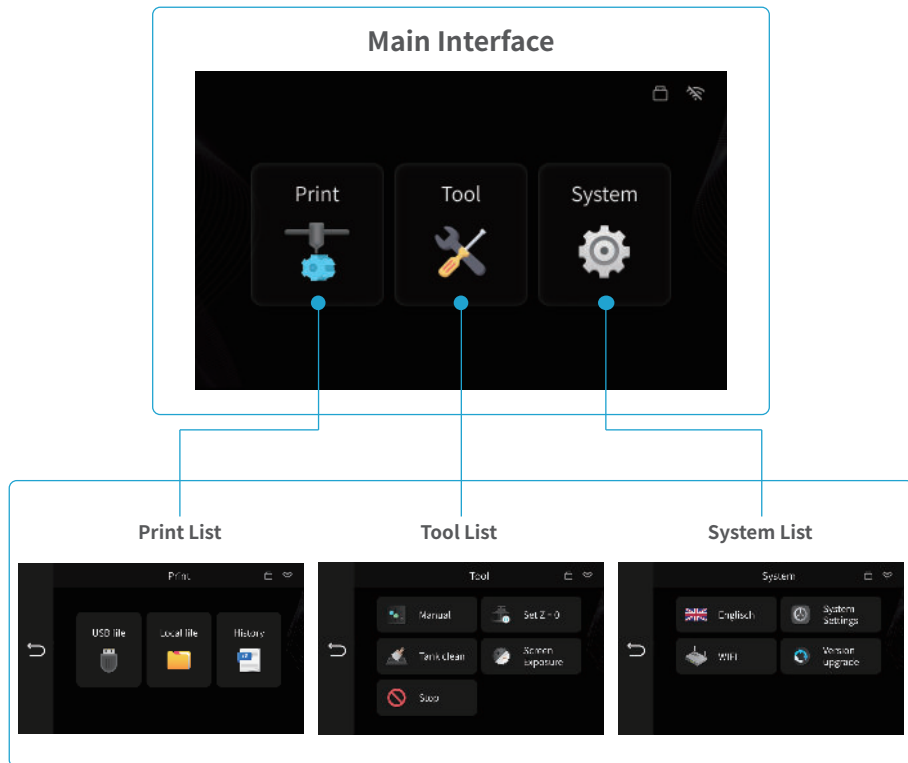 Main Interface
Print
Tool
System
Print List
Tool List
System List
Print
USB file
Local file
History
Tool
Manual
Set Z=0
Tank clean
Screen
Exposure
Stop
System
Englisch
System
Settings
WIFI
Version
upgrade